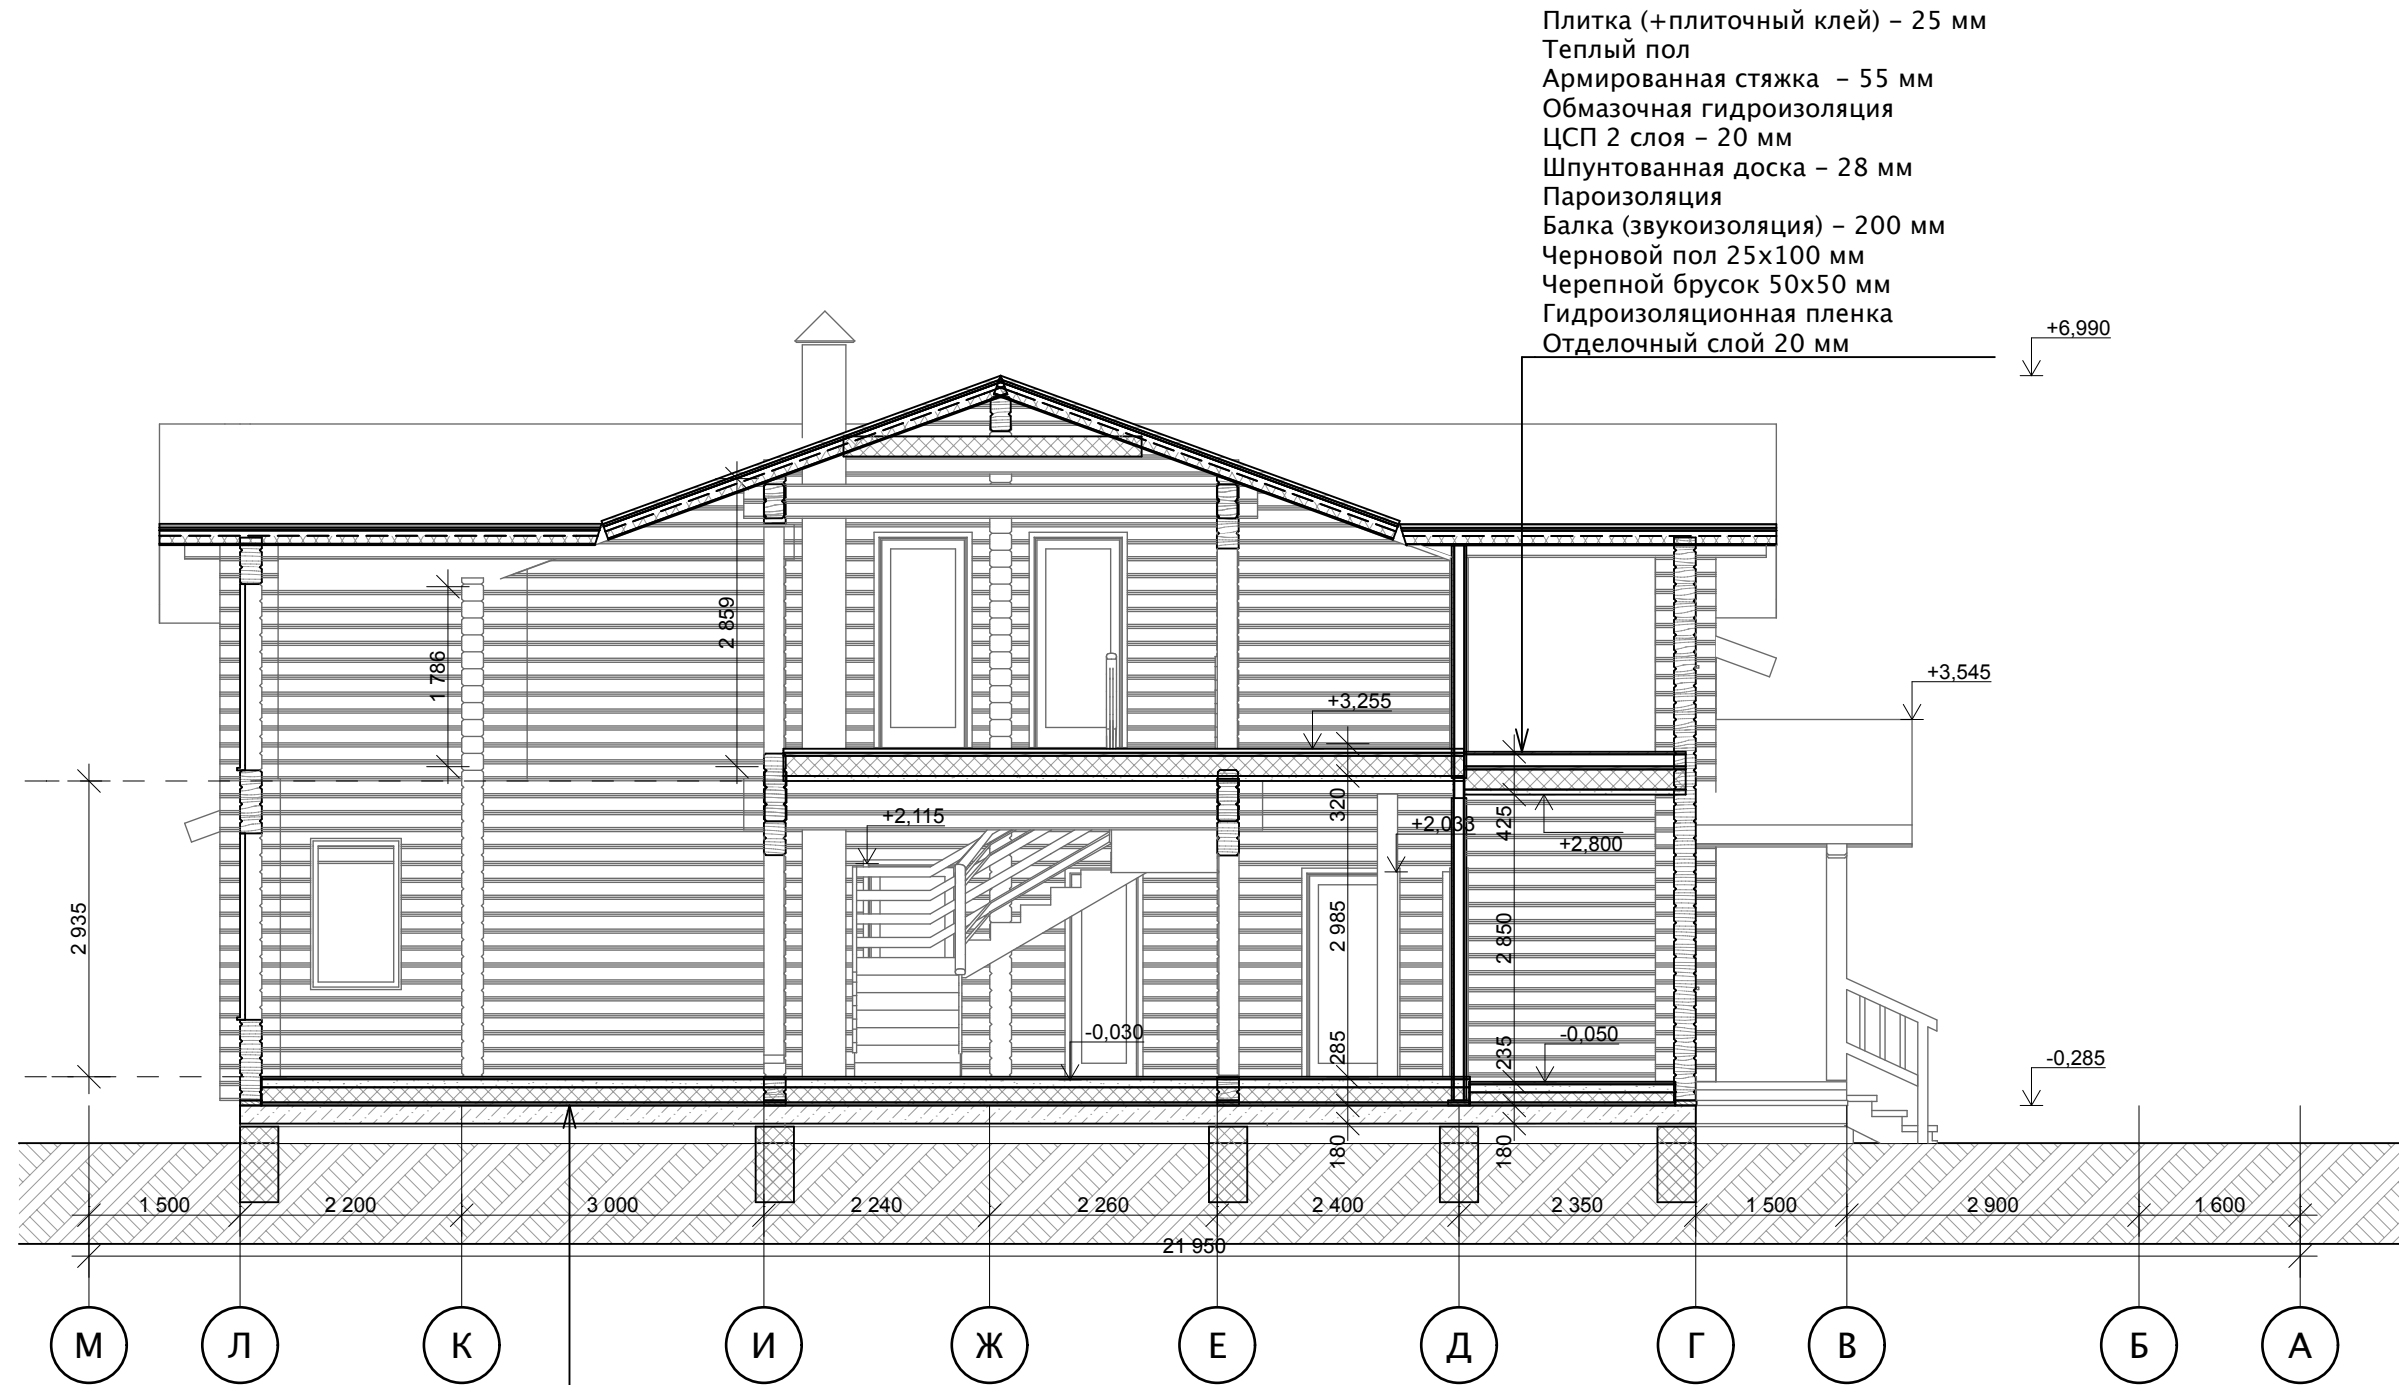 Плитка (+плиточный клей) – 25 мм
Теплый пол
Армированная стяжка – 55 мм
Обмазочная гидроизоляция
ЦСП 2 слоя – 20 мм
Шпунтованная доска – 28 мм
Пароизоляция
Балка (звукоизоляция) – 200 мм
Черновой пол 25х100 мм
Черепной брусок 50х50 мм
Гидроизоляционная пленка
Отделочный слой 20 мм
+6,990
2 859
1 786
+3,545
+3,255
320
425
+2,115
+2,033
+2,800
2 935
2 985
2 850
-0,030
285
235
-0,050
-0,285
180
180
1 500
2 200
3 000
2 240
2 260
2 400
2 350
1 500
2 900
1 600
21 950
М
Л
К
И
Ж
Е
Д
Г
В
Б
А